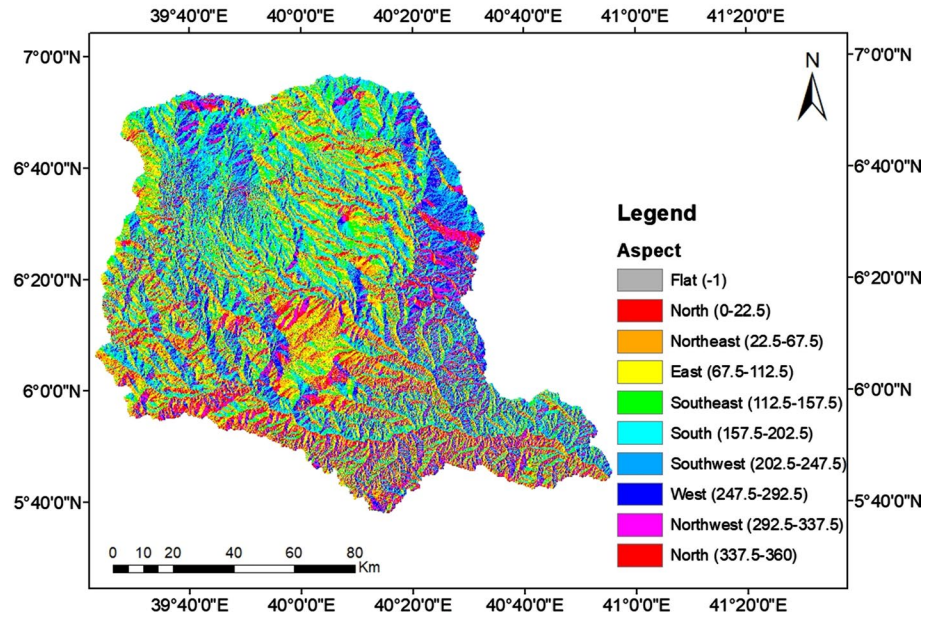 39°40'0"E 40°0'0"E 40°20'0"E 40°40'0"E 41°0'0"E 41°20'0"E
7°0'0"N 7°0'0"N
N
6°40'0"N 6°40'0"N
Legend
Aspect
6°20'0"N 6°20'0"N
Flat (-1)
North (0-22.5)
Northeast (22.5-67.5)
East (67.5-112.5)
6°0'0"N 6°0'0"N
Southeast (112.5-157.5)
South (157.5-202.5)
Southwest (202.5-247.5)
5°40'0"N West (247.5-292.5) 5°40'0"N
Northwest (292.5-337.5)
North (337.5-360)
0 10 20 40 60 80
Km
39°40'0"E 40°0'0"E 40°20'0"E 40°40'0"E 41°0'0"E 41°20'0"E